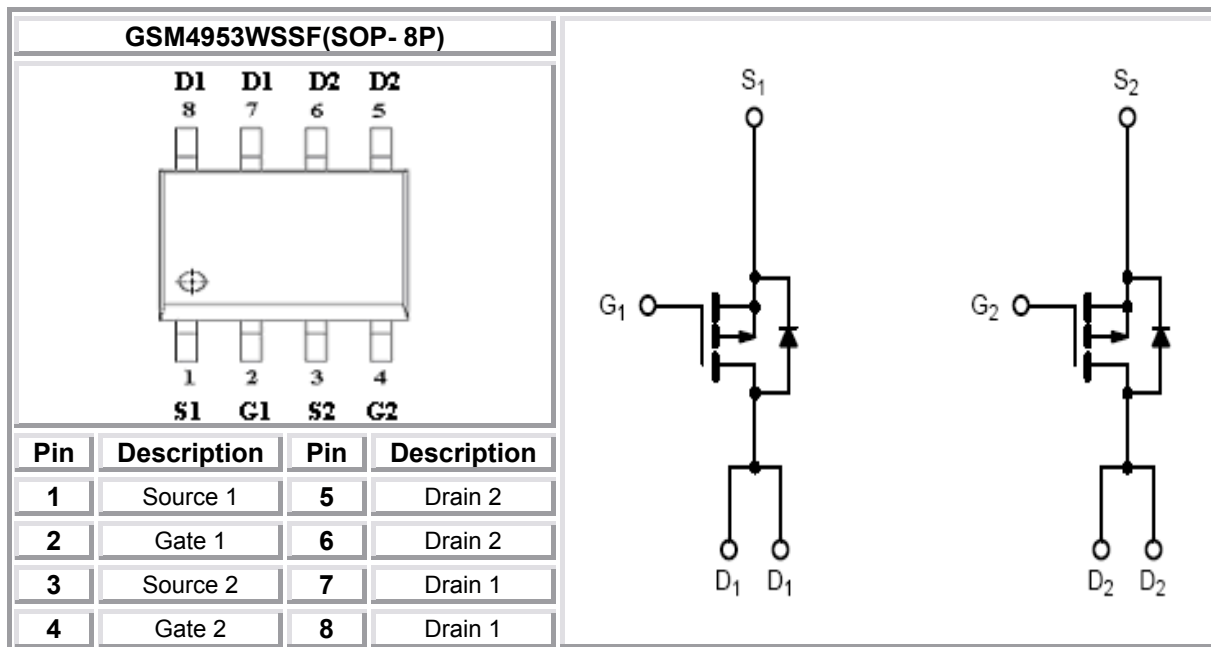 GSM4953WSSF(SOP- 8P)
D1 D1 D2 D2
8 7 6 5
1 2 3 4
S1 G1 S2 G2
Pin Description Pin Description
1 Source 1 5 Drain 2
2 Gate 1 6 Drain 2
3 Source 2 7 Drain 1
4 Gate 2 8 Drain 1
S1 S2
G1 G2
D1 D1 D2 D2